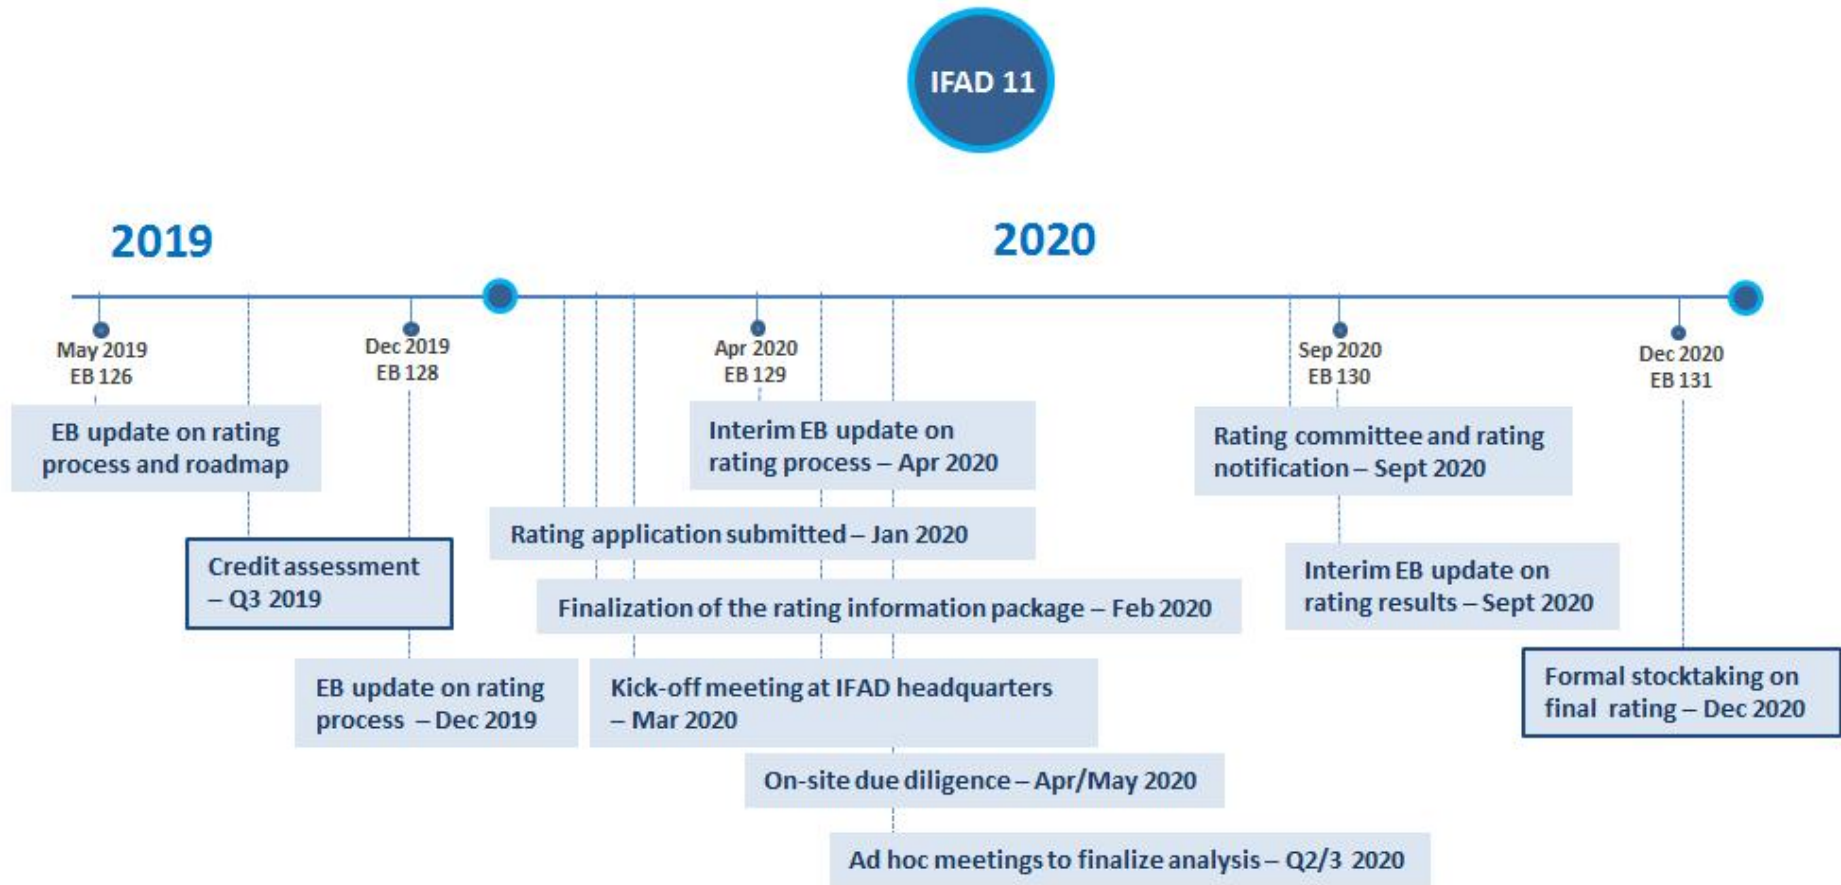 IFAD 11
2019
2020
May 2019
EB 126
Dec 2019
EB 128
Apr 2020
EB 129
Sep 2020
EB 130
Dec 2020
EB 131
EB update on rating
process and roadmap
Interim EB update on
rating process – Apr 2020
Rating committee and rating
notification – Sept 2020
Rating application submitted – Jan 2020
Credit assessment
– Q3 2019
Interim EB update on
rating results – Sept 2020
Finalization of the rating information package – Feb 2020
EB update on rating
process – Dec 2019
Kick-off meeting at IFAD headquarters
– Mar 2020
Formal stocktaking on
final rating – Dec 2020
On-site due diligence – Apr/May 2020
Ad hoc meetings to finalize analysis – Q2/3 2020